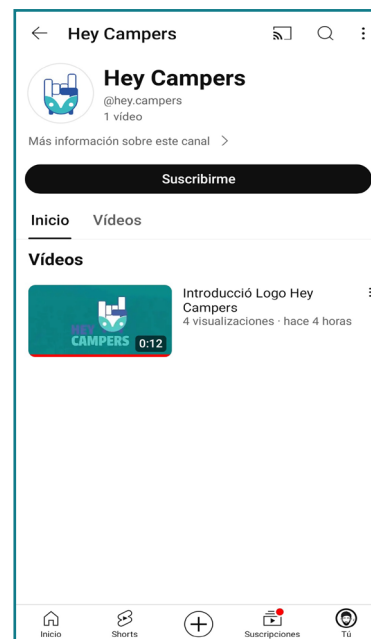 Hey Campers
Hey Campers
@hey.campers
1 vídeo
Más información sobre este canal
Suscribirme
Inicio Vídeos
Vídeos
HEY
CAMPERS
0:12
Introducció Logo Hey
Campers
4 visualizaciones · hace 4 horas
Inicio Shorts Suscripciones Tú